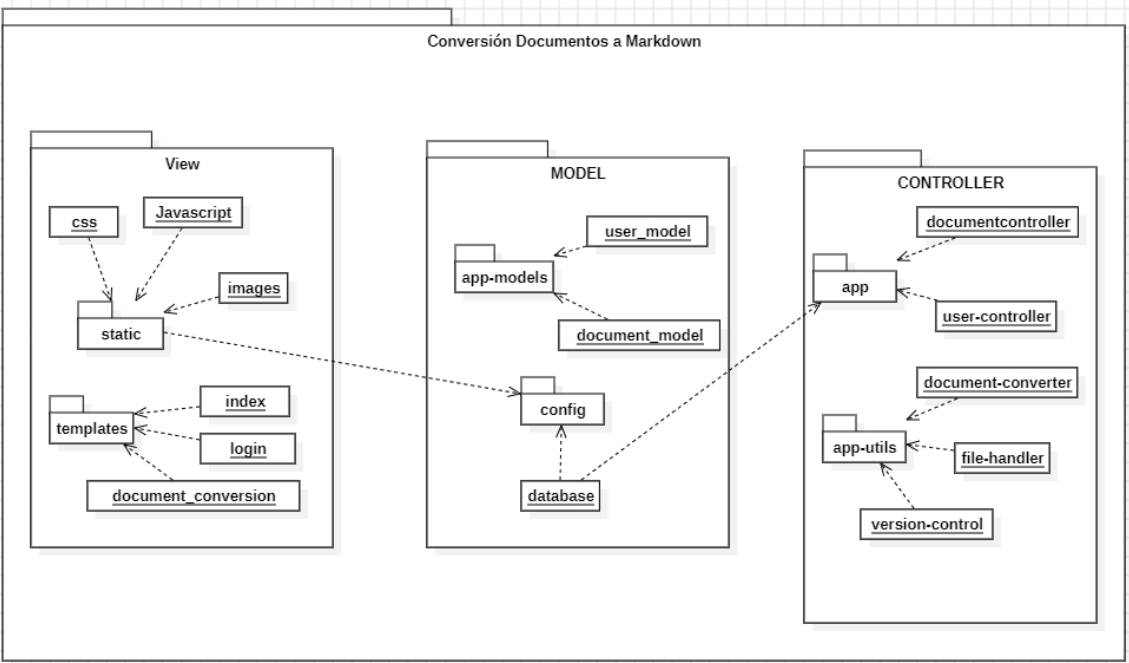 Conversión Documentos a Markdown
View
css
Javascript
images
static
index
templates
login
document_conversion
MODEL
user_model
app-models
document_model
config
database
CONTROLLER
documentcontroller
app
user-controller
document-converter
app-utils
file-handler
version-control